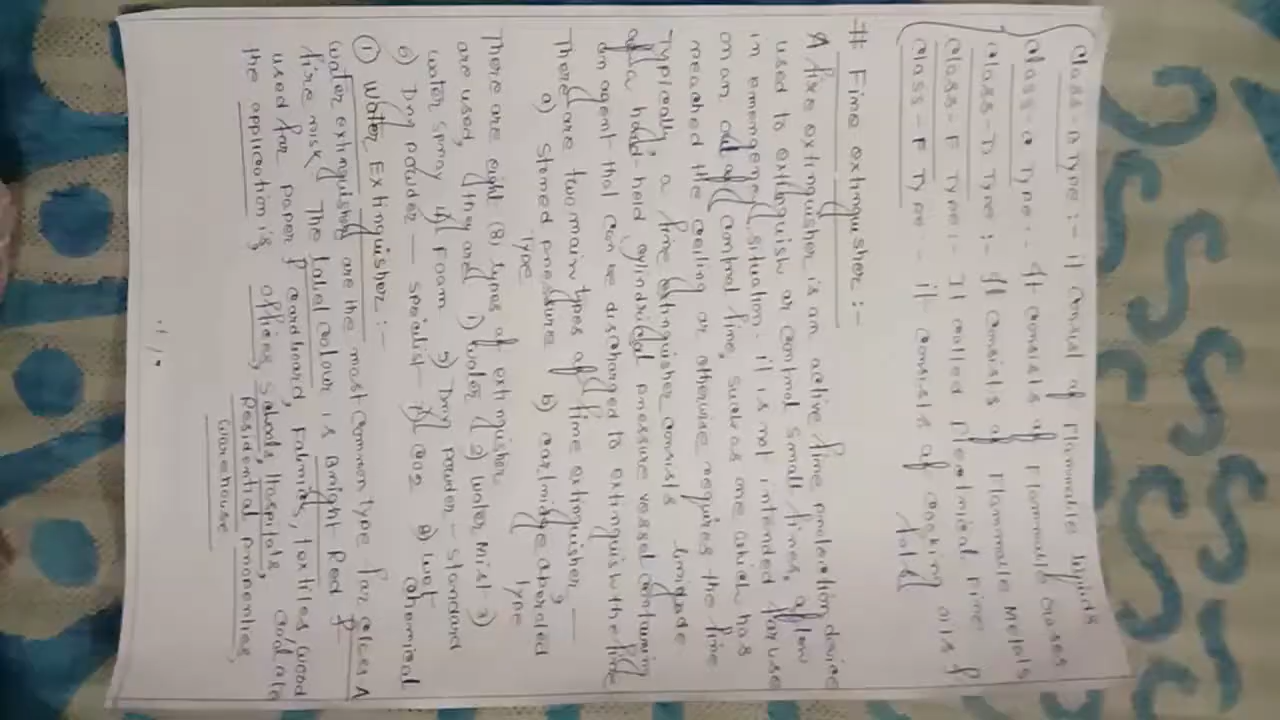 Class-B Type :- it consist of Flammable liquids
Class-C Type :- It consists of Flammable Gases
Class-D Type :- It consists of Flammable Metals
Class-E Type :- It called Electrical Fire
Class-F Type :- it consists of cooking oils &
fats
# Fire extinguisher :-
A fire extinguisher is an active fire protection device
used to extinguish or control small fires, often
in emergency situation. it is not intended for use
on an out of control fire, such as one which has
reached the ceiling or otherwise requires the fire
Typically, a fire extinguisher consists
of a hand-held cylindrical pressure vessel containing
an agent that can be discharged to extinguish the fire
There are two main types of fire extinguisher, —
a) stored pressure b) cartridge operated
Type Type
There are eight (8) types of extinguisher
are used, they are 1) water (2) water Mist 3)
water spray 4) Foam 5) Dry powder - standard
6) Dry powder — specialist 7) CO2 8) wet
chemical
① Water Extinguisher :-
water extinguishers are the most common type for class A
fire risk. The label colour is Bright Red &
used for paper & cardboard, Fabrics, textiles, wood
the application is offices, Schools, Hospitals,
Residential properties,
Warehouse